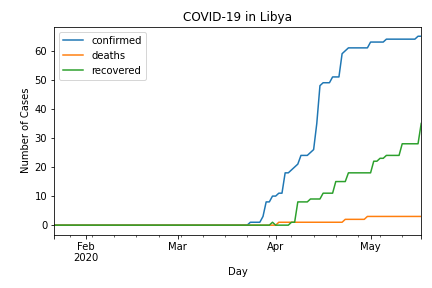 COVID-19 in Libya
confirmed
deaths
recovered
60
50
40
30
20
10
0
Number of Cases
Feb
2020
Mar
Apr
May
Day